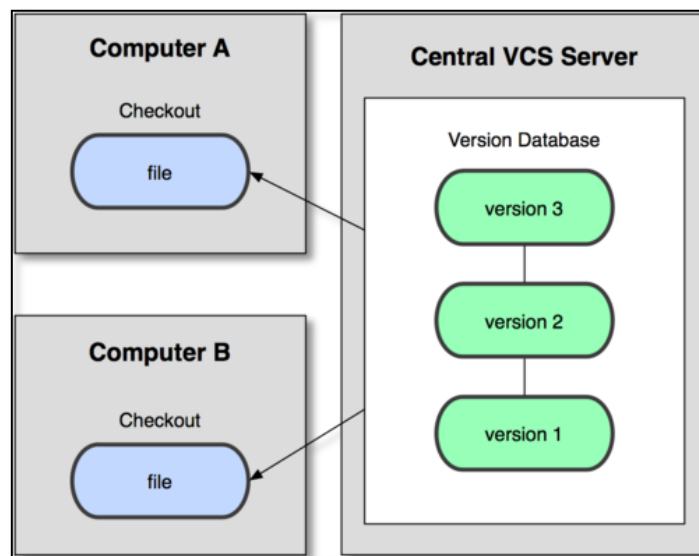 Computer A
Checkout
file
Computer B
Checkout
file
Central VCS Server
Version Database
version 3
version 2
version 1